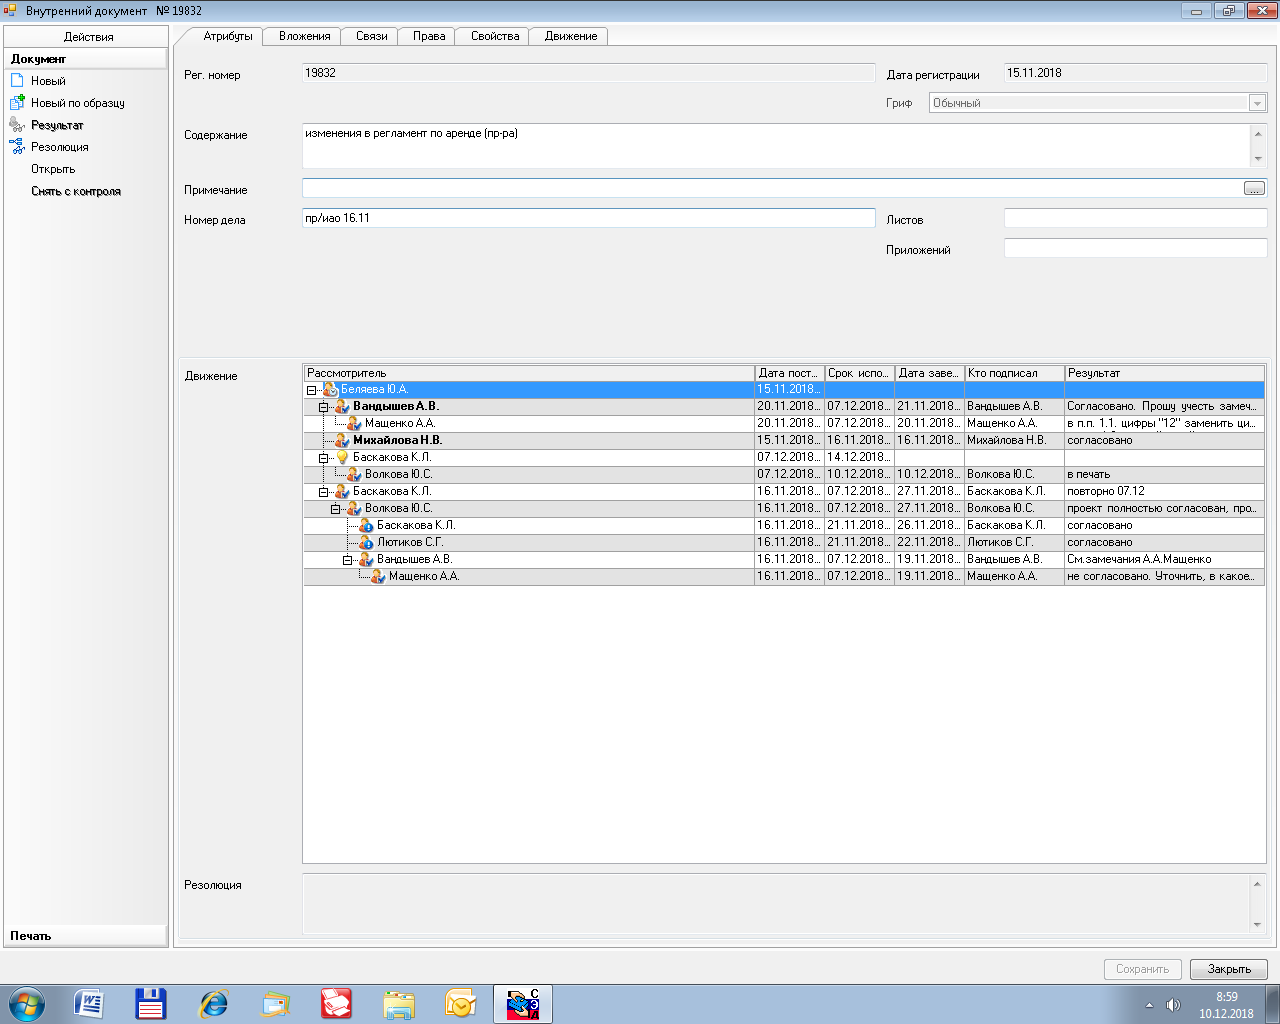 Внутренний документ № 19832
Действия
Документ
Новый
Новый по образцу
Результат
Резолюция
Открыть
Снять с контроля
Печать
Атрибуты Вложения Связи Права Свойства Движение
Рег. номер 19832 Дата регистрации 15.11.2018
Гриф Обычный
Содержание изменения в регламент по аренде (пр-ра)
Примечание ...
Номер дела пр/иао 16.11 Листов
Приложений
Движение
Рассмотритель Дата пост... Срок испо... Дата заве... Кто подписал Результат
Беляева Ю.А. 15.11.2018...
Вандышев А.В. 20.11.2018... 07.12.2018... 21.11.2018... Вандышев А.В. Согласовано. Прошу учесть замеч...
Мащенко А.А. 20.11.2018... 07.12.2018... 20.11.2018... Мащенко А.А. в п.п. 1.1. цифры "12" заменить ци...
Михайлова Н.В. 15.11.2018... 16.11.2018... 16.11.2018... Михайлова Н.В. согласовано
Баскакова К.Л. 07.12.2018... 14.12.2018...
Волкова Ю.С. 07.12.2018... 10.12.2018... 10.12.2018... Волкова Ю.С. в печать
Баскакова К.Л. 16.11.2018... 07.12.2018... 27.11.2018... Баскакова К.Л. повторно 07.12
Волкова Ю.С. 16.11.2018... 07.12.2018... 27.11.2018... Волкова Ю.С. проект полностью согласован, про...
Баскакова К.Л. 16.11.2018... 21.11.2018... 26.11.2018... Баскакова К.Л. согласовано
Лютиков С.Г. 16.11.2018... 21.11.2018... 22.11.2018... Лютиков С.Г. согласовано
Вандышев А.В. 16.11.2018... 07.12.2018... 19.11.2018... Вандышев А.В. См.замечания А.А.Мащенко
Мащенко А.А. 16.11.2018... 07.12.2018... 19.11.2018... Мащенко А.А. не согласовано. Уточнить, в какое...
Резолюция
Сохранить Закрыть
С
Э
Д
8:59
10.12.2018